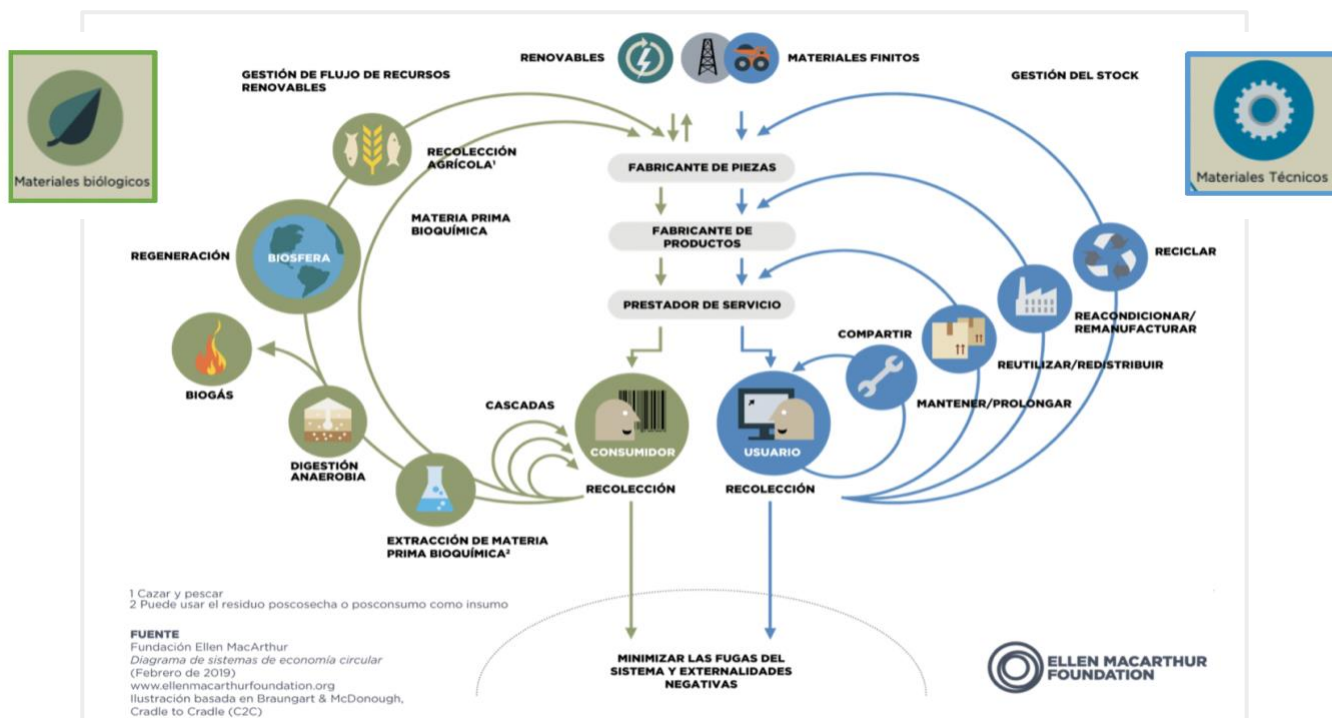 RENOVABLES
MATERIALES FINITOS
GESTIÓN DE FLUJO DE RECURSOS
RENOVABLES
GESTIÓN DEL STOCK
Materiales biólogicos
Materiales Técnicos
RECOLECCIÓN
AGRÍCOLA¹
FABRICANTE DE PIEZAS
MATERIA PRIMA
BIOQUÍMICA
FABRICANTE DE
PRODUCTOS
REGENERACIÓN
BIOSFERA
RECICLAR
PRESTADOR DE SERVICIO
REACONDICIONAR/
REMANUFACTURAR
COMPARTIR
REUTILIZAR/REDISTRIBUIR
BIOGÁS
MANTENER/PROLONGAR
CASCADAS
CONSUMIDOR
USUARIO
DIGESTIÓN
ANAEROBIA
RECOLECCIÓN
RECOLECCIÓN
EXTRACCIÓN DE MATERIA
PRIMA BIOQUÍMICA²
1 Cazar y pescar
2 Puede usar el residuo poscosecha o posconsumo como insumo
FUENTE
Fundación Ellen MacArthur
Diagrama de sistemas de economía circular
(Febrero de 2019)
www.ellenmacarthurfoundation.org
Ilustración basada en Braungart & McDonough,
Cradle to Cradle (C2C)
MINIMIZAR LAS FUGAS DEL
SISTEMA Y EXTERNALIDADES
NEGATIVAS
ELLEN MACARTHUR
FOUNDATION